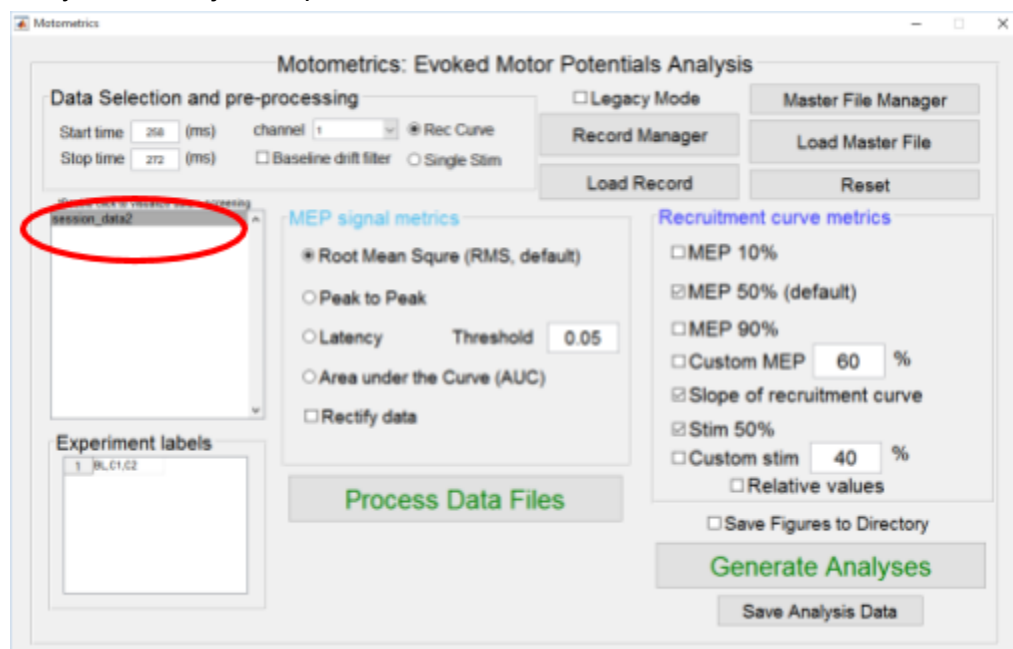 Motometrics
Motometrics: Evoked Motor Potentials Analysis
Data Selection and pre-processing
Start time 258 (ms) channel 1 Rec Curve
Stop time 272 (ms) Baseline drift filter Single Stim
Legacy Mode
Master File Manager
Record Manager
Load Master File
Load Record
Reset
screening
session_data2
MEP signal metrics
Root Mean Squre (RMS, default)
Peak to Peak
Latency Threshold 0.05
Area under the Curve (AUC)
Rectify data
Recruitment curve metrics
MEP 10%
MEP 50% (default)
MEP 90%
Custom MEP 60 %
Slope of recruitment curve
Stim 50%
Custom stim 40 %
Relative values
Experiment labels
1 BL,C1,C2
Process Data Files
Save Figures to Directory
Generate Analyses
Save Analysis Data